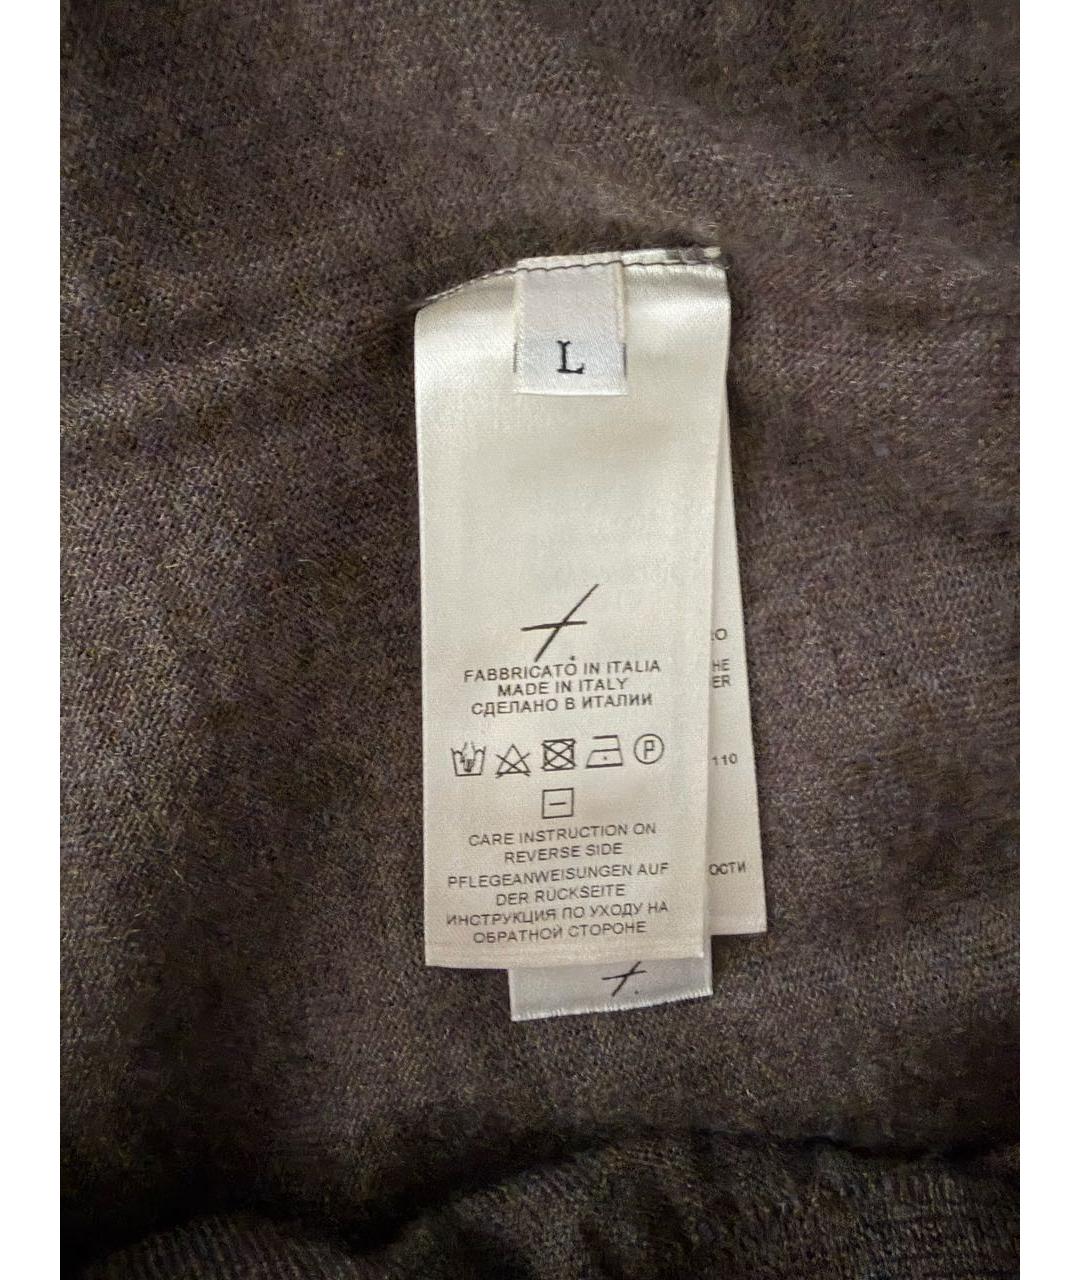 L
FABBRICATO IN ITALIA
MADE IN ITALY
СДЕЛАНО В ИТАЛИИ
P
CARE INSTRUCTION ON
REVERSE SIDE
PFLEGEANWEISUNGEN AUF
DER RÜCKSEITE
ИНСТРУКЦИЯ ПО УХОДУ НА
ОБРАТНОЙ СТОРОНЕ
110